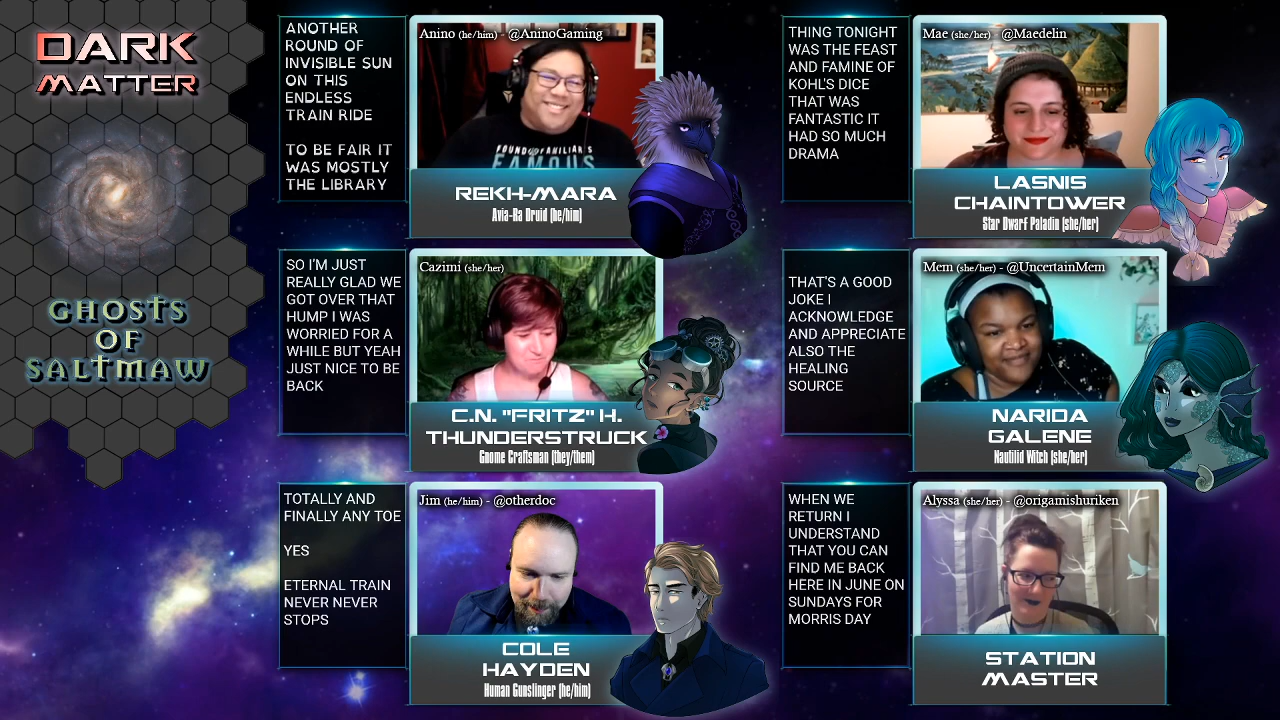 DARK
MATTER
GHOSTS
OF
SALTMAW
ANOTHER
ROUND OF
INVISIBLE SUN
ON THIS
ENDLESS
TRAIN RIDE
TO BE FAIR IT
WAS MOSTLY
THE LIBRARY
Anino (he/him) - @AninoGaming
FOUND FAMILIAR'S
FAMOUS
REKH-MARA
Avia-Ra Druid (he/him)
THING TONIGHT
WAS THE FEAST
AND FAMINE OF
KOHL'S DICE
THAT WAS
FANTASTIC IT
HAD SO MUCH
DRAMA
Mae (she/her) - @Maedelin
LASNIS
CHAINTOWER
Star Dwarf Paladin (she/her)
SO I'M JUST
REALLY GLAD WE
GOT OVER THAT
HUMP I WAS
WORRIED FOR A
WHILE BUT YEAH
JUST NICE TO BE
BACK
Cazimi (she/her)
C.N. "FRITZ" H.
THUNDERSTRUCK
Gnome Craftsman (they/them)
THAT'S A GOOD
JOKE I
ACKNOWLEDGE
AND APPRECIATE
ALSO THE
HEALING
SOURCE
Mem (she/her) - @UncertainMem
NARIDA
GALENE
Nautilid Witch (she/her)
TOTALLY AND
FINALLY ANY TOE
YES
ETERNAL TRAIN
NEVER NEVER
STOPS
Jim (he/him) - @otherdoc
COLE
HAYDEN
Human Gunslinger (he/him)
WHEN WE
RETURN I
UNDERSTAND
THAT YOU CAN
FIND ME BACK
HERE IN JUNE ON
SUNDAYS FOR
MORRIS DAY
Alyssa (she/her) - @origamishuriken
STATION
MASTER